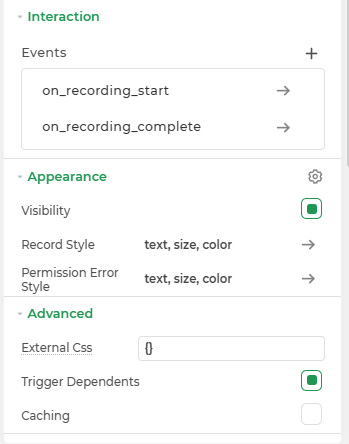 Interaction
Events
on_recording_start
on_recording_complete
Appearance
Visibility
Record Style text, size, color
Permission Error
Style text, size, color
Advanced
External Css {}
Trigger Dependents
Caching